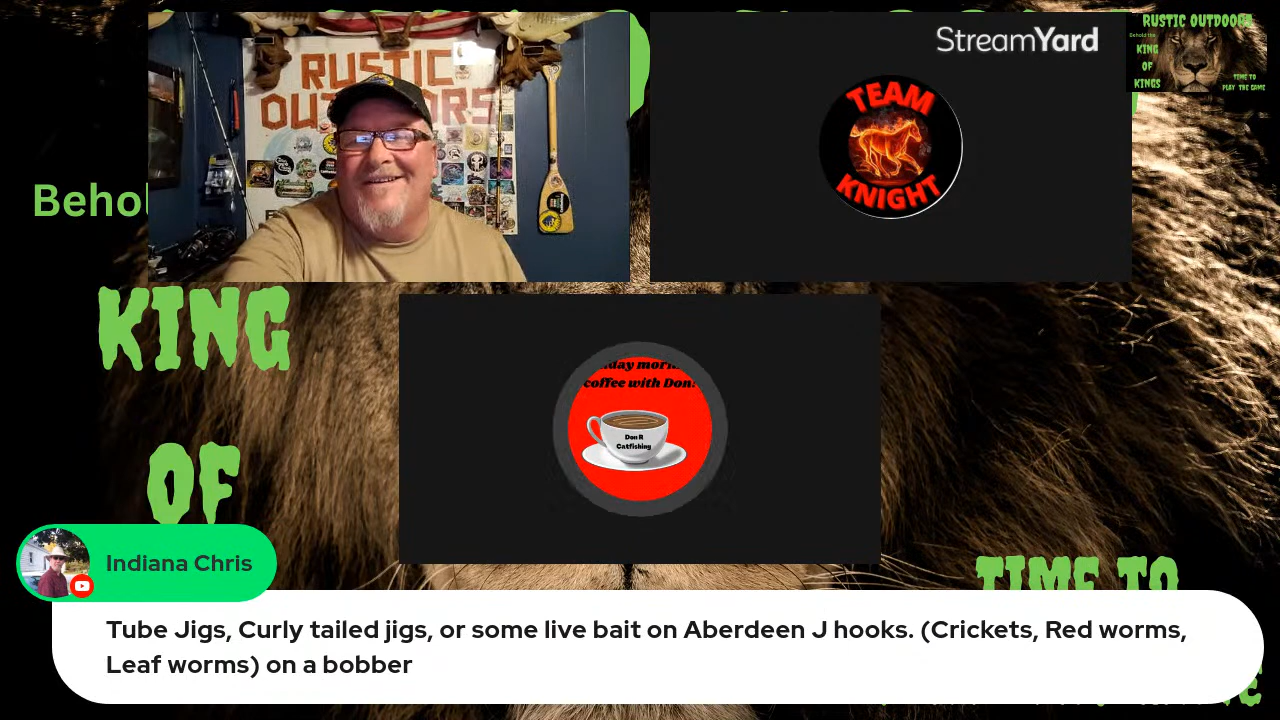 RUSTIC
OUTDOORS
StreamYard
RUSTIC OUTDOORS
Behold the...
KING
OF
KINGS
TIME TO
PLAY THE GAME
TEAM
KNIGHT
Behol
KING
OF
coffee with Don!
Don R
Catfishing
TIME TO
Indiana Chris
Tube Jigs, Curly tailed jigs, or some live bait on Aberdeen J hooks. (Crickets, Red worms,
Leaf worms) on a bobber